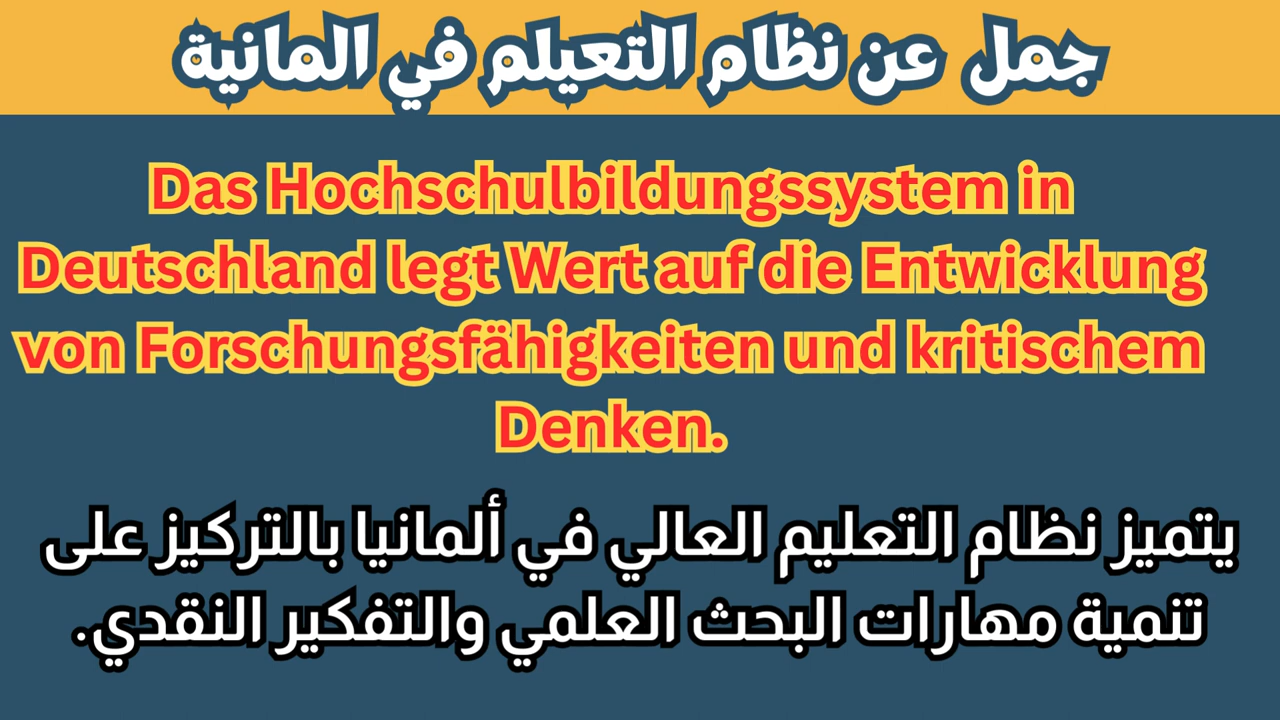 جمل عن نظام التعيلم في المانية
Das Hochschulbildungssystem in
Deutschland legt Wert auf die Entwicklung
von Forschungsfähigkeiten und kritischem
Denken.
يتميز نظام التعليم العالي في ألمانيا بالتركيز على
تنمية مهارات البحث العلمي والتفكير النقدي.